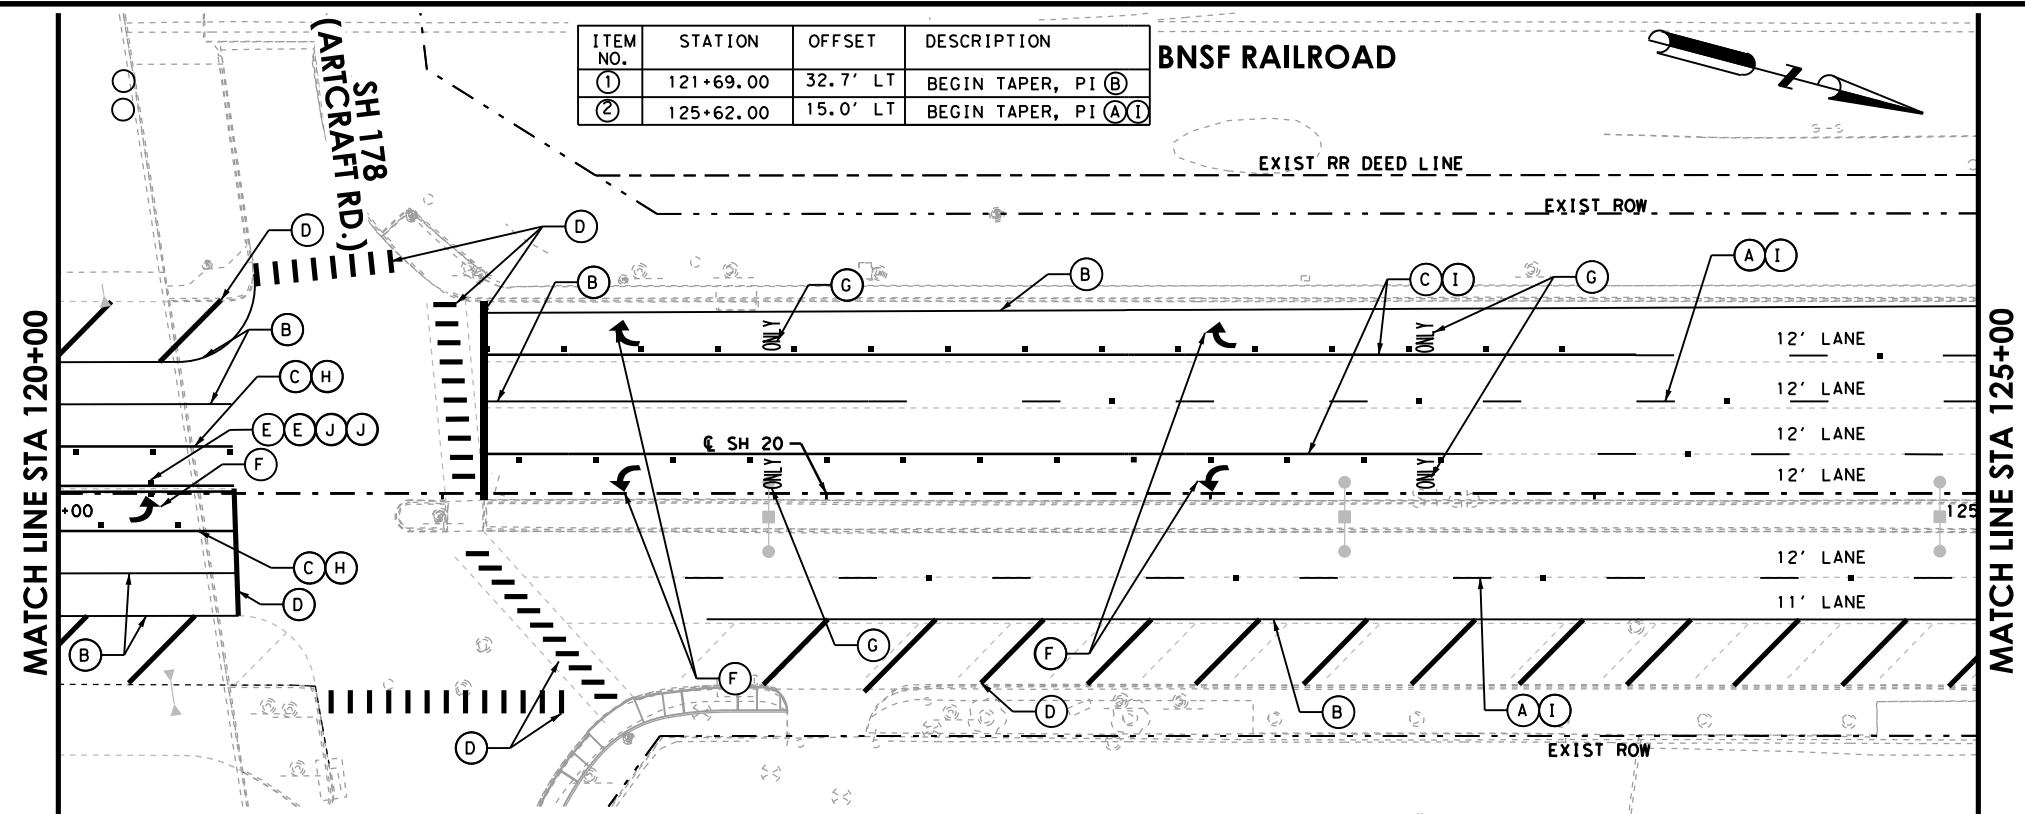 ITEM NO. STATION OFFSET DESCRIPTION
1 121+69.00 32.7' LT BEGIN TAPER, PI B
2 125+62.00 15.0' LT BEGIN TAPER, PI A I
BNSF RAILROAD
Z
SH 178
(ARTCRAFT RD.)
EXIST RR DEED LINE
EXIST ROW
D
D
B
G
B
C I
G
A I
B
C H
E E J J
F
ONLY
ONLY
12' LANE
12' LANE
12' LANE
12' LANE
℄ SH 20
ONLY
ONLY
+00
125
C H
D
B
12' LANE
11' LANE
G
F
F
D
B
A I
D
EXIST ROW
MATCH LINE STA 120+00
MATCH LINE STA 125+00